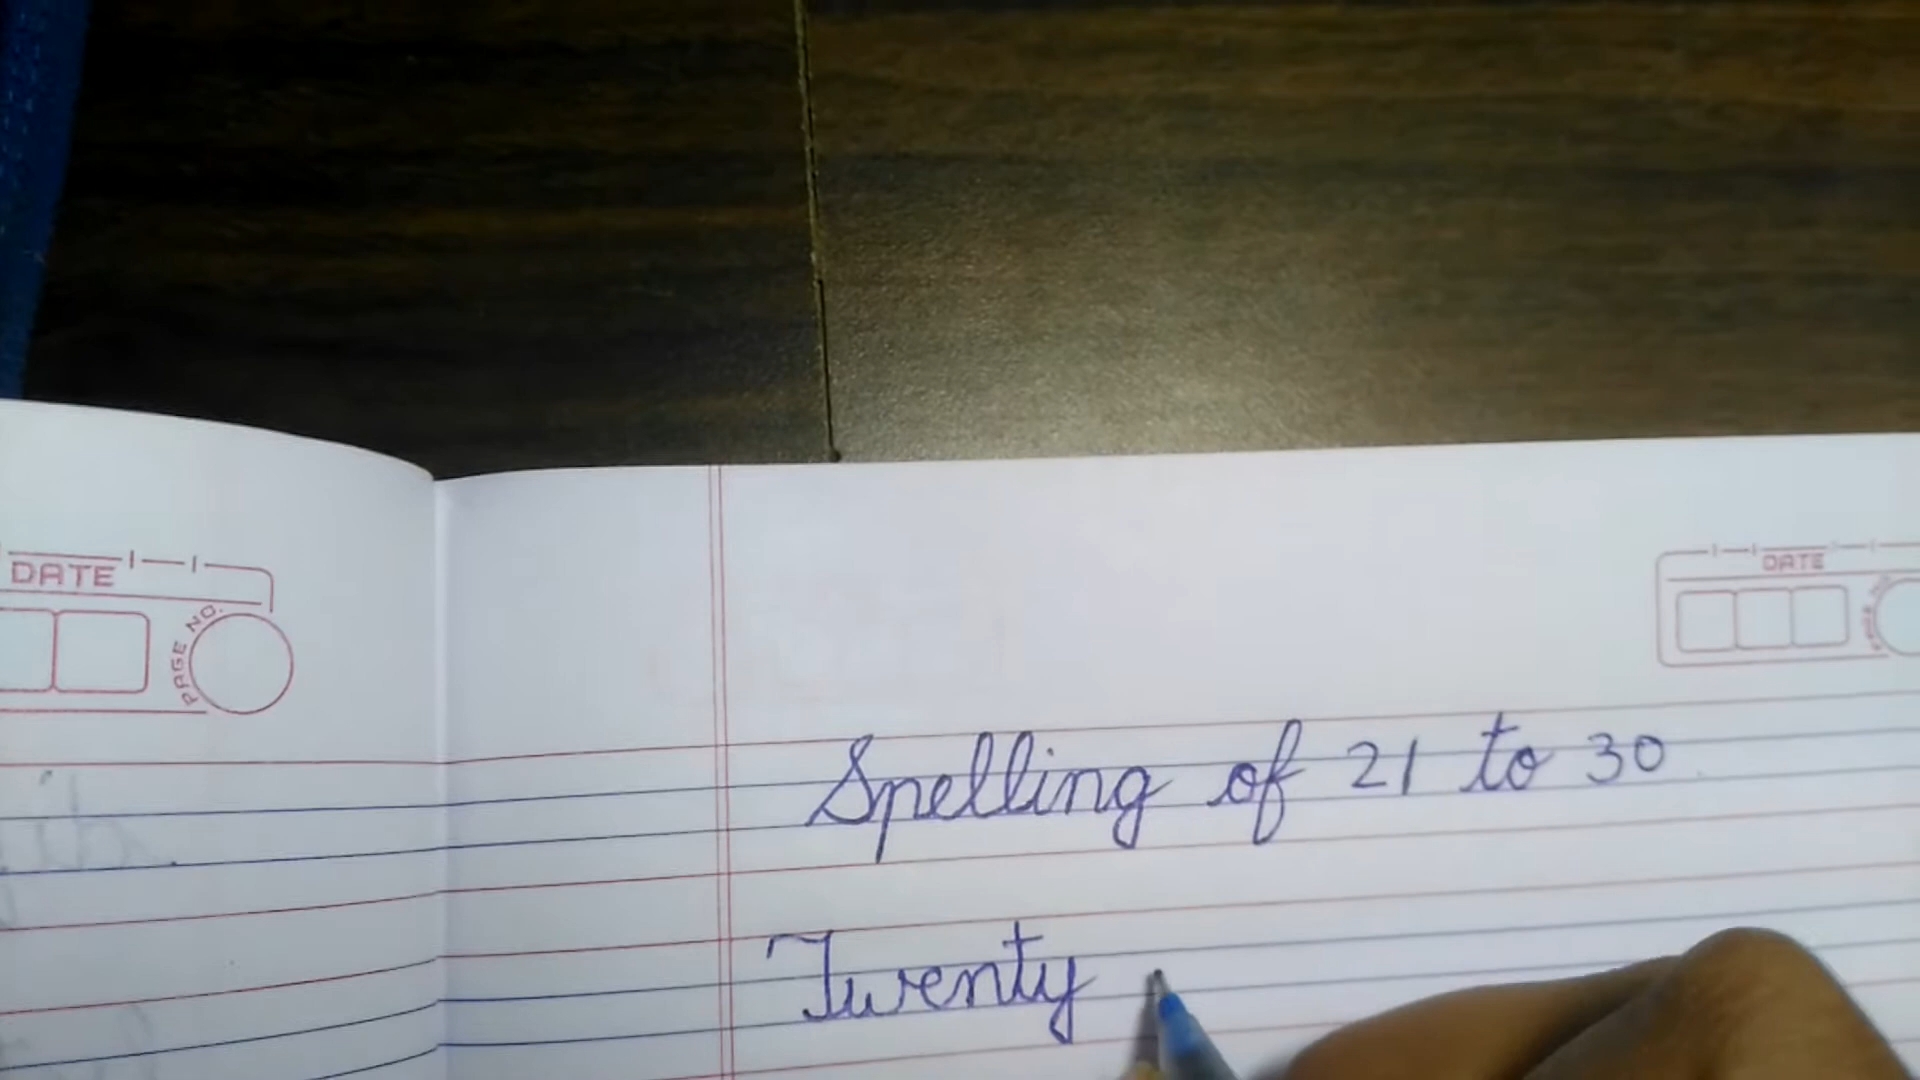 DATE
PAGE NO.
DATE
Spelling of 21 to 30
Twenty